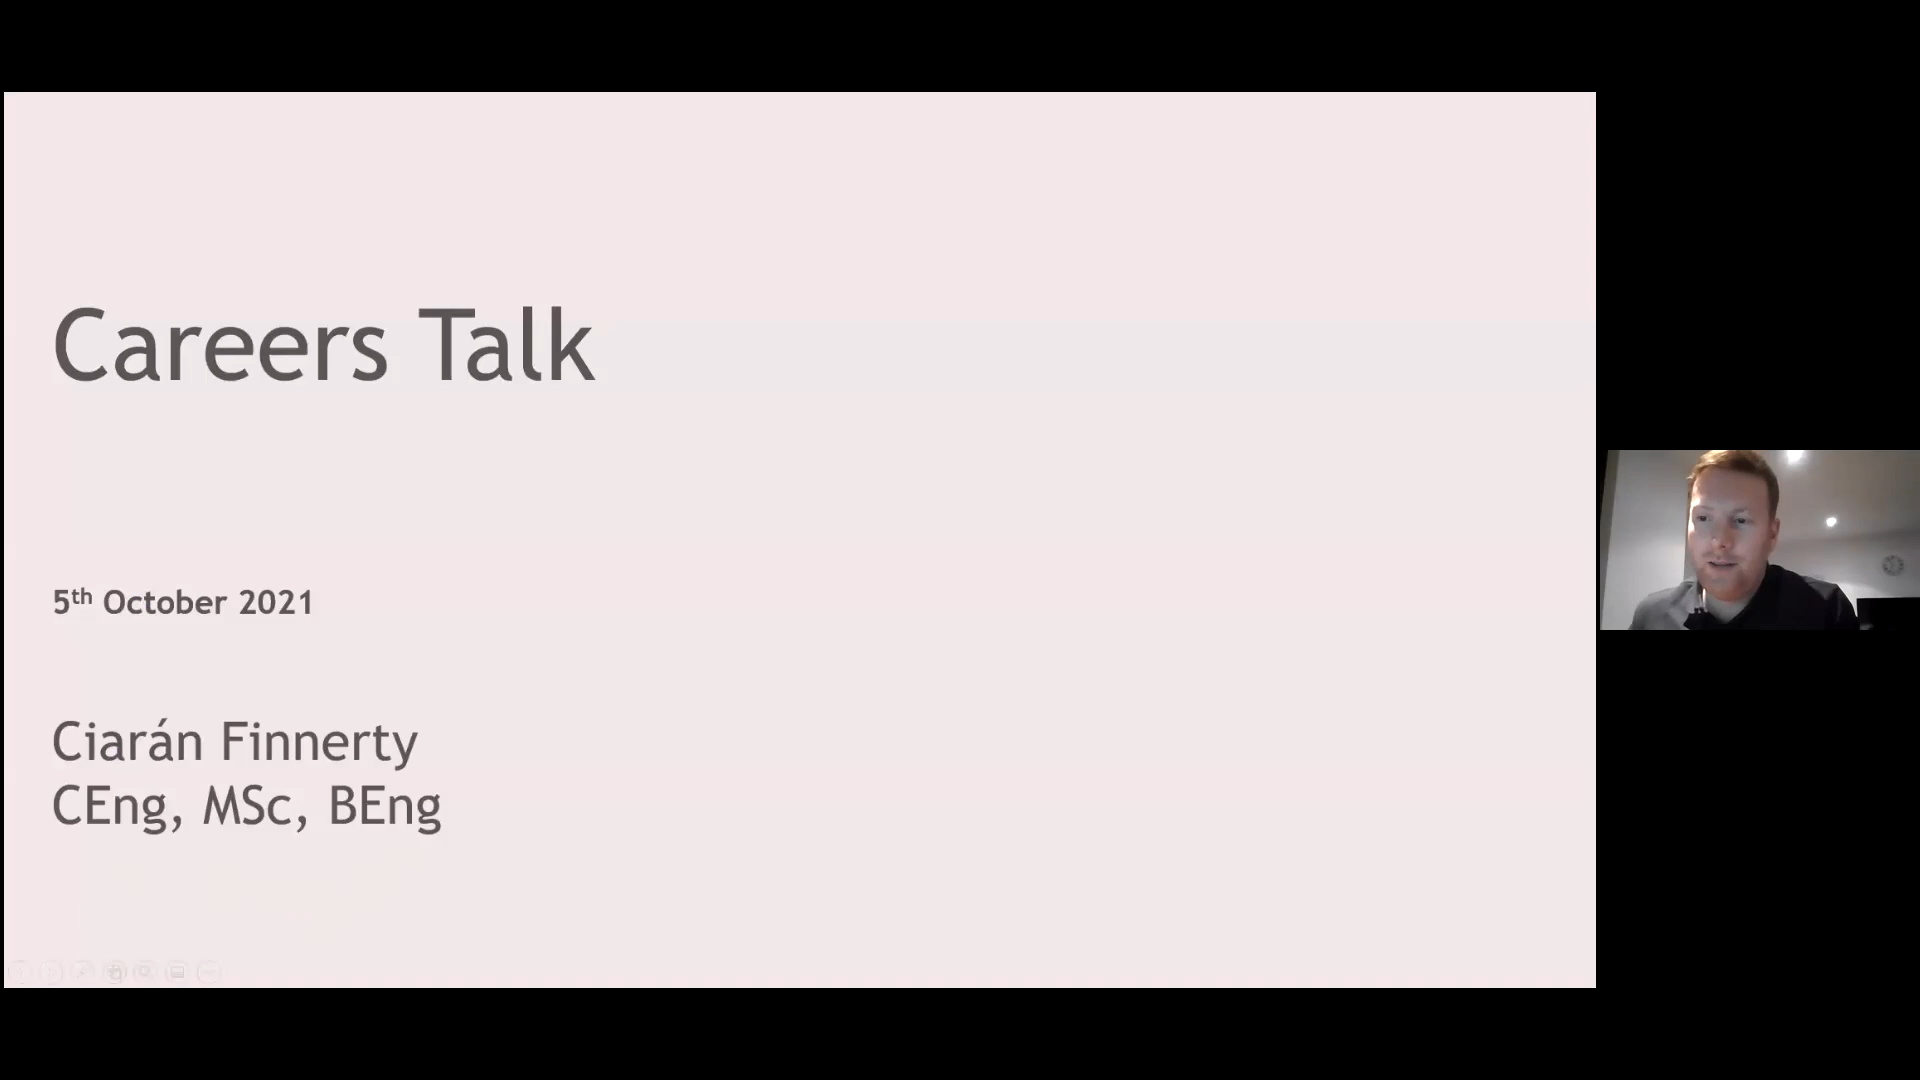 Careers Talk
5th October 2021
Ciarán Finnerty
CEng, MSc, BEng